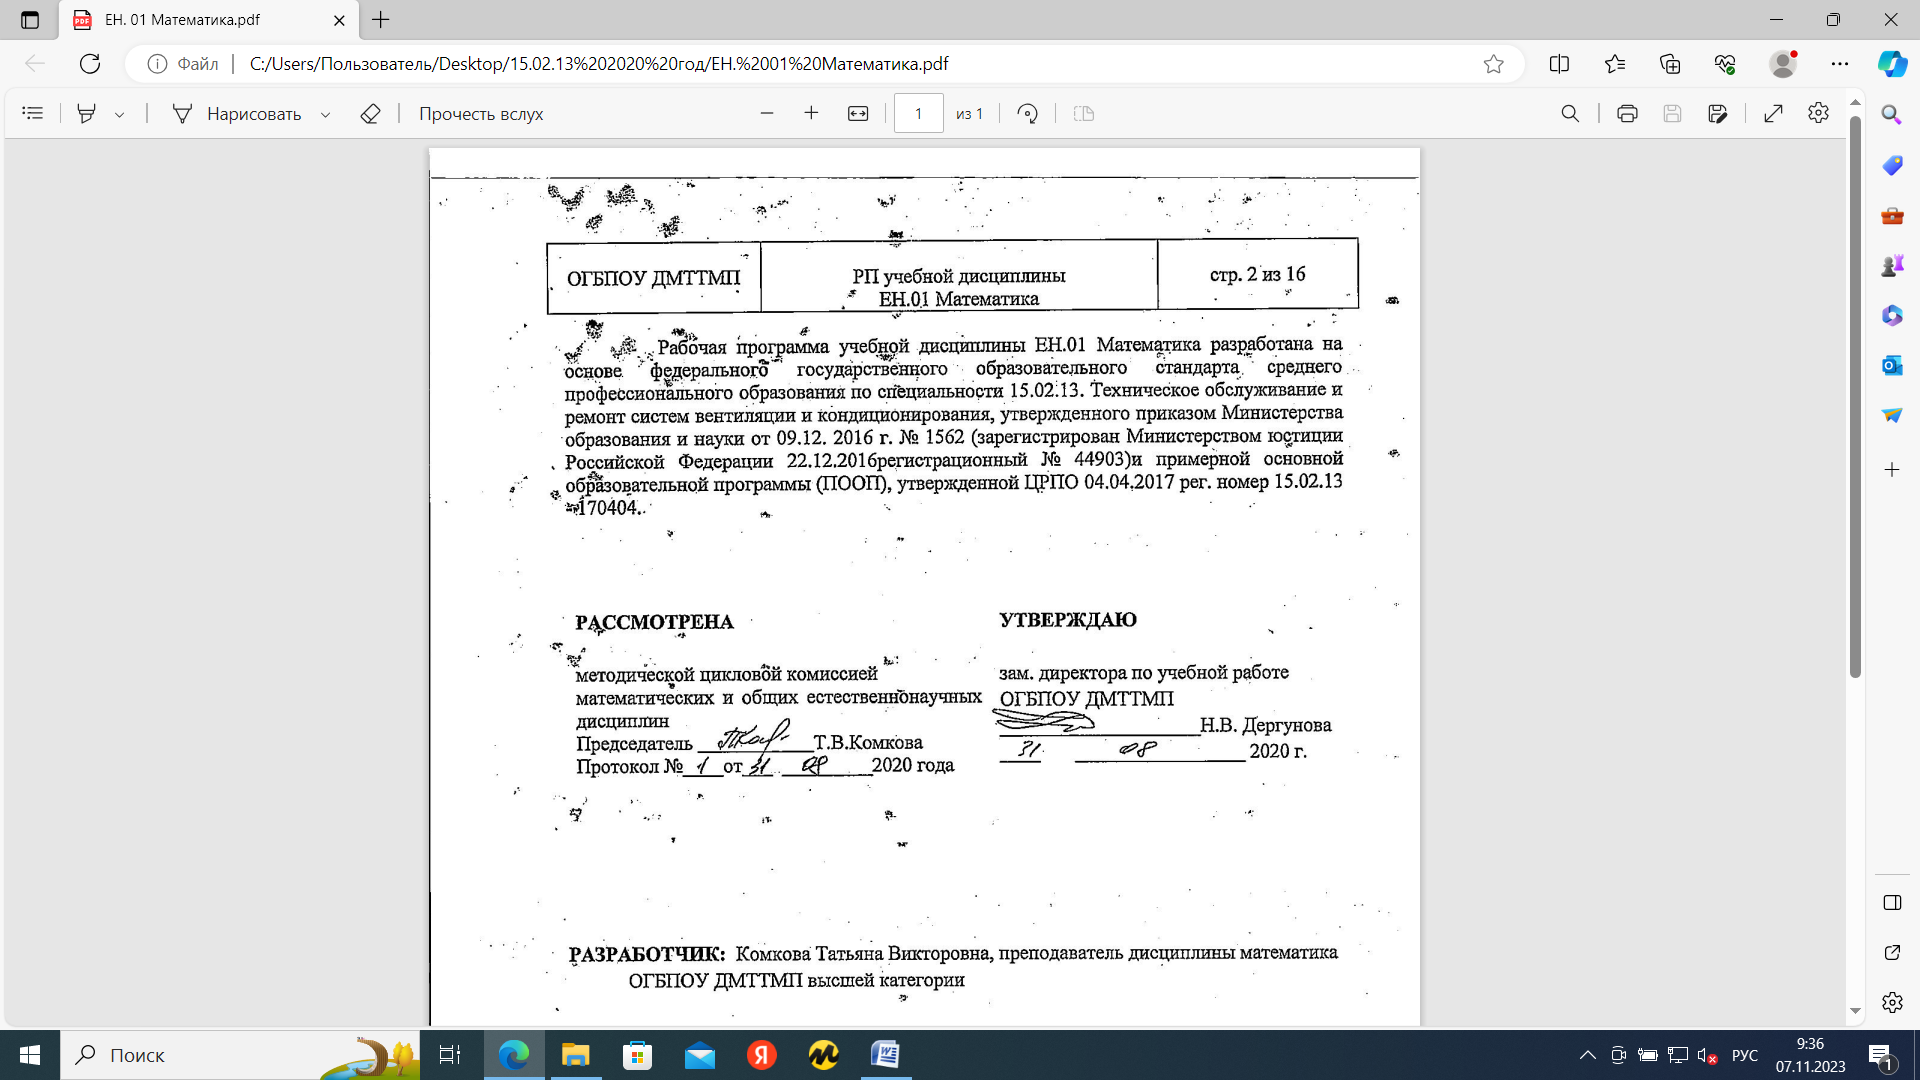 ЕН. 01 Математика.pdf
Файл
C:/Users/Пользователь/Desktop/15.02.13%202020%20год/ЕН.%2001%20Математика.pdf
Нарисовать
Прочесть вслух
1
из 1
ОГБПОУ ДМТТМП
РП учебной дисциплины
ЕН.01 Математика
стр. 2 из 16
Рабочая программа учебной дисциплины ЕН.01 Математика разработана на
основе федерального государственного образовательного стандарта среднего
профессионального образования по специальности 15.02.13. Техническое обслуживание и
ремонт систем вентиляции и кондиционирования, утвержденного приказом Министерства
образования и науки от 09.12. 2016 г. № 1562 (зарегистрирован Министерством юстиции
Российской Федерации 22.12.2016регистрационный № 44903)и примерной основной
образовательной программы (ПООП), утвержденной ЦРПО 04.04.2017 рег. номер 15.02.13
-170404.
РАССМОТРЕНА
методической цикловой комиссией
математических и общих естественнонаучных
дисциплин
Председатель Т.В.Комкова
Протокол № 1 от 31 08 2020 года
УТВЕРЖДАЮ
зам. директора по учебной работе
ОГБПОУ ДМТТМП
Н.В. Дергунова
31 08 2020 г.
РАЗРАБОТЧИК: Комкова Татьяна Викторовна, преподаватель дисциплины математика
ОГБПОУ ДМТТМП высшей категории
Поиск
РУС
9:36
07.11.2023
1